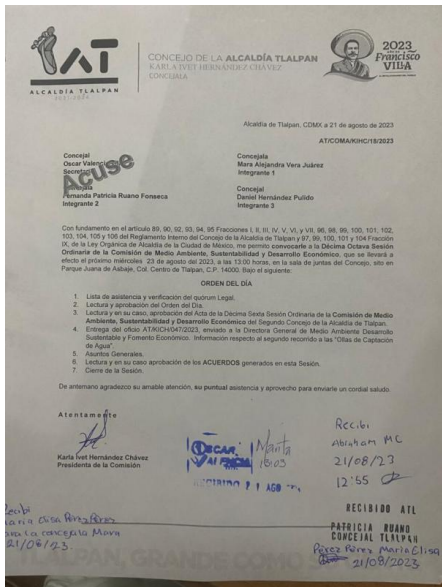 AT
ALCALDÍA TLALPAN
CONCEJO DE LA ALCALDÍA TLALPAN
KARLA IVET HERNÁNDEZ CHÁVEZ
CONCEJALA
2023
Francisco
VILLA
Alcaldía de Tlalpan, CDMX a 21 de agosto de 2023
AT/COMA/KIHC/18/2023
Concejal
Oscar
Acuse
Fernanda Patricia Ruano Fonseca
Integrante 2
Concejala
Mara Alejandra Vera Juárez
Integrante 1
Concejal
Daniel Hernández Pulido
Integrante 3
Con fundamento en el artículo 89, 90, 92, 93, 94, 95 Fracciones I, II, III, IV, V, VI, y VII, 96, 98, 99, 100, 101, 102,
103, 104, 105 y 106 del Reglamento Interno del Concejo de la Alcaldía de Tlalpan y 97, 99, 100, 101 y 104 Fracción
IX, de la Ley Orgánica de Alcaldía de la Ciudad de México, me permito convocarle a la Décima Octava Sesión
Ordinaria de la Comisión de Medio Ambiente, Sustentabilidad y Desarrollo Económico, que se llevará a
efecto el próximo miércoles 23 de agosto del 2023, a las 13:00 horas, en la sala de juntas del Concejo, sito en
Parque Juana de Asbaje, Col. Centro de Tlalpan, C.P. 14000. Bajo el siguiente:
ORDEN DEL DÍA
1. Lista de asistencia y verificación del quorum Legal.
2. Lectura y aprobación del Orden del Día.
3. Lectura y en su caso, aprobación del Acta de la Décima Sexta Sesión Ordinaria de la Comisión de Medio
Ambiente, Sustentabilidad y Desarrollo Económico del Segundo Concejo de la Alcaldía de Tlalpan.
4. Entrega del oficio AT/KICH/047/2023, enviado a la Directora General de Medio Ambiente Desarrollo
Sustentable y Fomento Económico. Información respecto al segundo recorrido a las "Ollas de Captación
de Agua".
5. Asuntos Generales.
6. Lectura y en su caso aprobación de los ACUERDOS generados en esta Sesión.
7. Cierre de la Sesión.
De antemano agradezco su amable atención, su puntual asistencia y aprovecho para enviarle un cordial saludo.
Atentamente
Karla Ivet Hernández Chávez
Presidenta de la Comisión
OSCAR
VALENCIA
RECIBIDO 21 AGO
13:03
Recibi
Abraham MC
21/08/23
12:55
RECIBIDO ATL
PATRICIA RUANO
CONCEJAL TLALPAN
Pérez Pérez Maria Elisa
21/08/2023
Maria Elisa Pérez Pérez
la concejala Mara
21/08/23